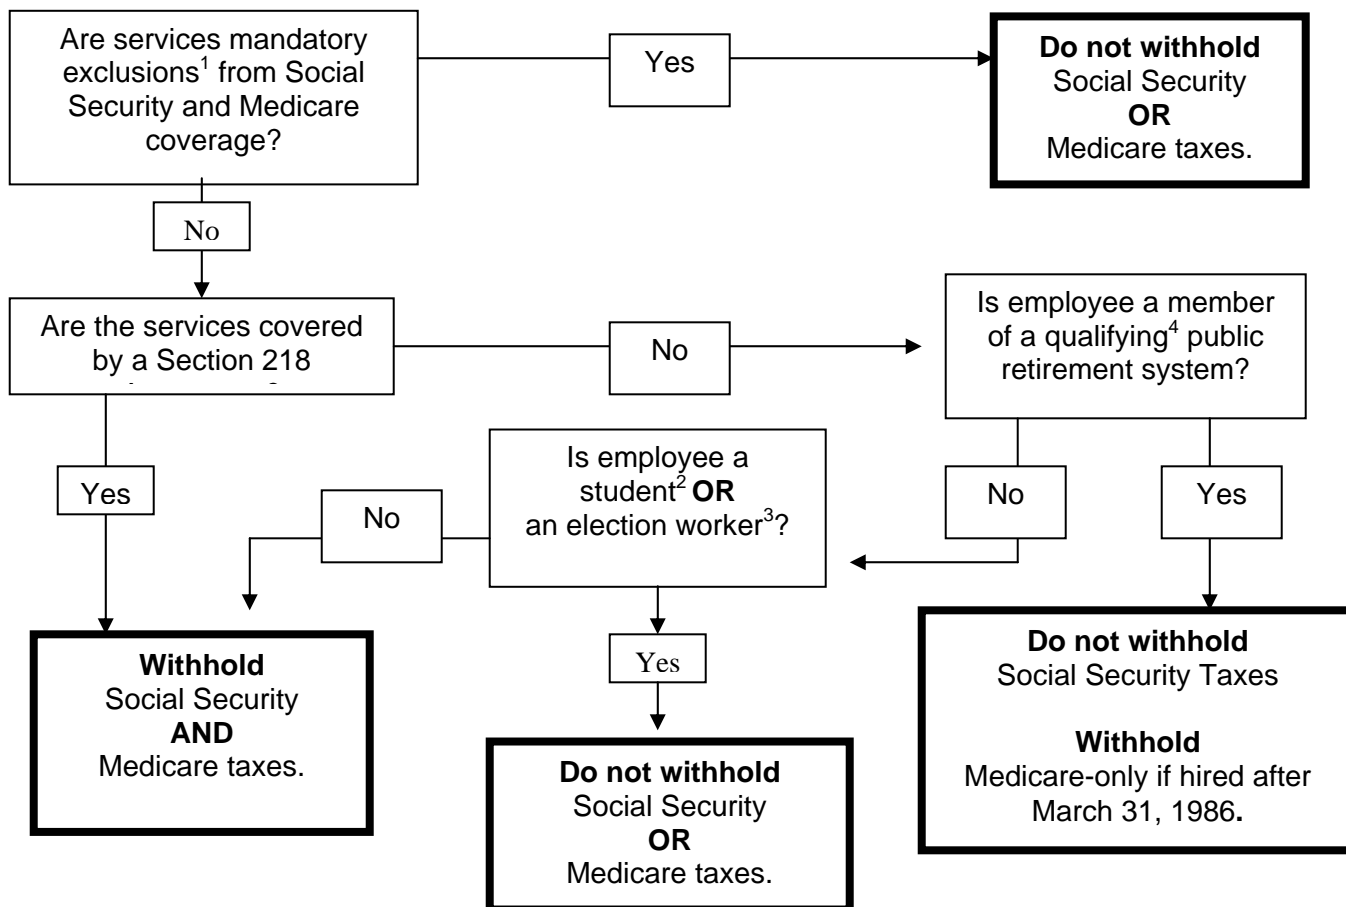 Are services mandatory
exclusions¹ from Social
Security and Medicare
coverage?
Yes
Do not withhold
Social Security
OR
Medicare taxes.
No
Are the services covered
by a Section 218
No
Is employee a member
of a qualifying⁴ public
retirement system?
Yes
No
Is employee a
student² OR
an election worker³?
No
Yes
Withhold
Social Security
AND
Medicare taxes.
Yes
Do not withhold
Social Security
OR
Medicare taxes.
Do not withhold
Social Security Taxes
Withhold
Medicare-only if hired after
March 31, 1986.